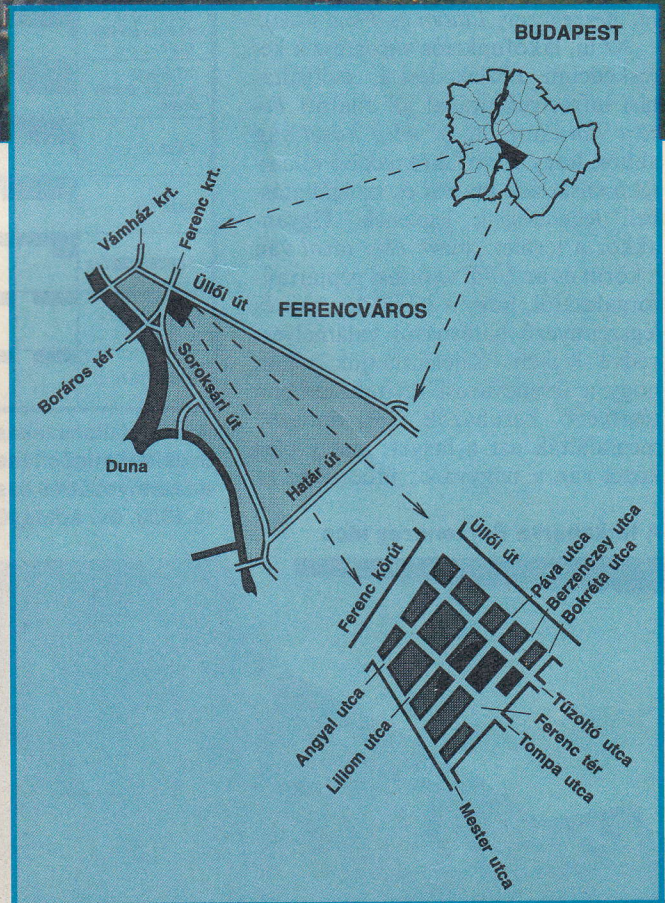 BUDAPEST
Vámház krt.
Ferenc krt.
Üllői út
FERENCVÁROS
Boráros tér
Soroksári út
Duna
Határ út
Ferenc körút
Üllői út
Páva utca
Berzenczey utca
Bokréta utca
Angyal utca
Liliom utca
Tűzoltó utca
Ferenc tér
Tompa utca
Mester utca